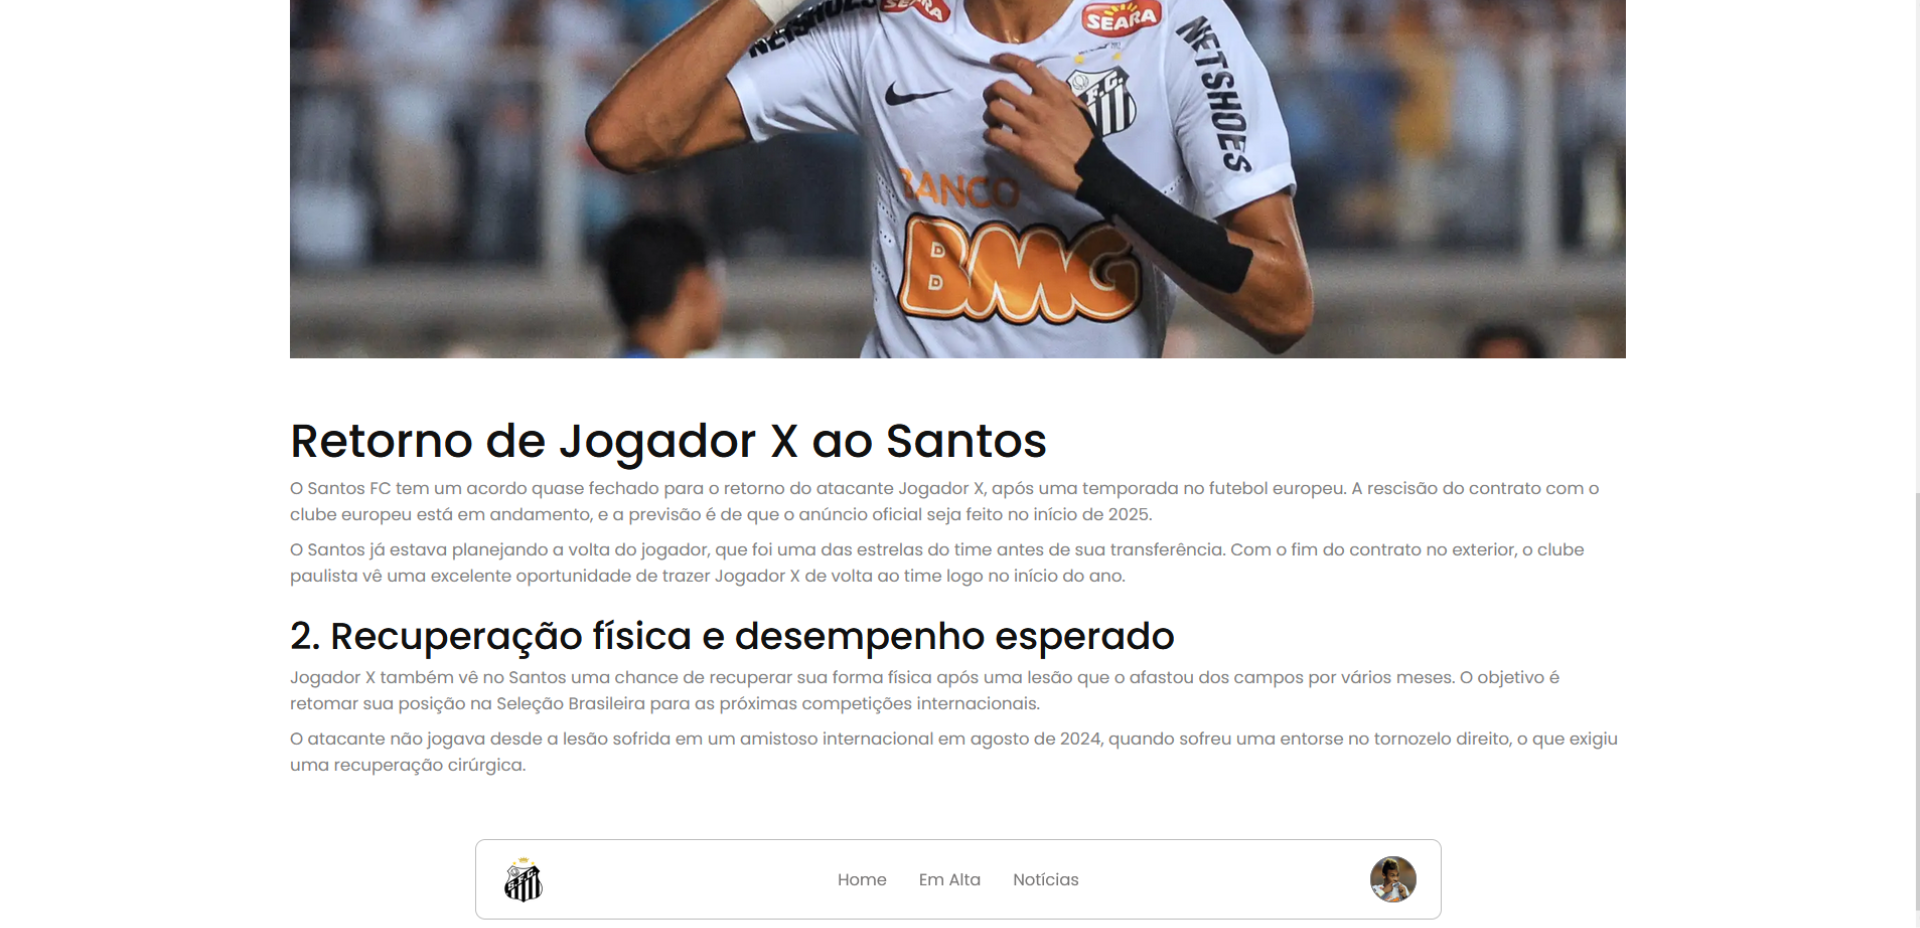 NETSHOES
SEARA
SEARA
NETSHOES
S.F.C.
BANCO
BMG
Retorno de Jogador X ao Santos
O Santos FC tem um acordo quase fechado para o retorno do atacante Jogador X, após uma temporada no futebol europeu. A rescisão do contrato com o
clube europeu está em andamento, e a previsão é de que o anúncio oficial seja feito no início de 2025.
O Santos já estava planejando a volta do jogador, que foi uma das estrelas do time antes de sua transferência. Com o fim do contrato no exterior, o clube
paulista vê uma excelente oportunidade de trazer Jogador X de volta ao time logo no início do ano.
2. Recuperação física e desempenho esperado
Jogador X também vê no Santos uma chance de recuperar sua forma física após uma lesão que o afastou dos campos por vários meses. O objetivo é
retomar sua posição na Seleção Brasileira para as próximas competições internacionais.
O atacante não jogava desde a lesão sofrida em um amistoso internacional em agosto de 2024, quando sofreu uma entorse no tornozelo direito, o que exigiu
uma recuperação cirúrgica.
S.F.C.
Home Em Alta Notícias